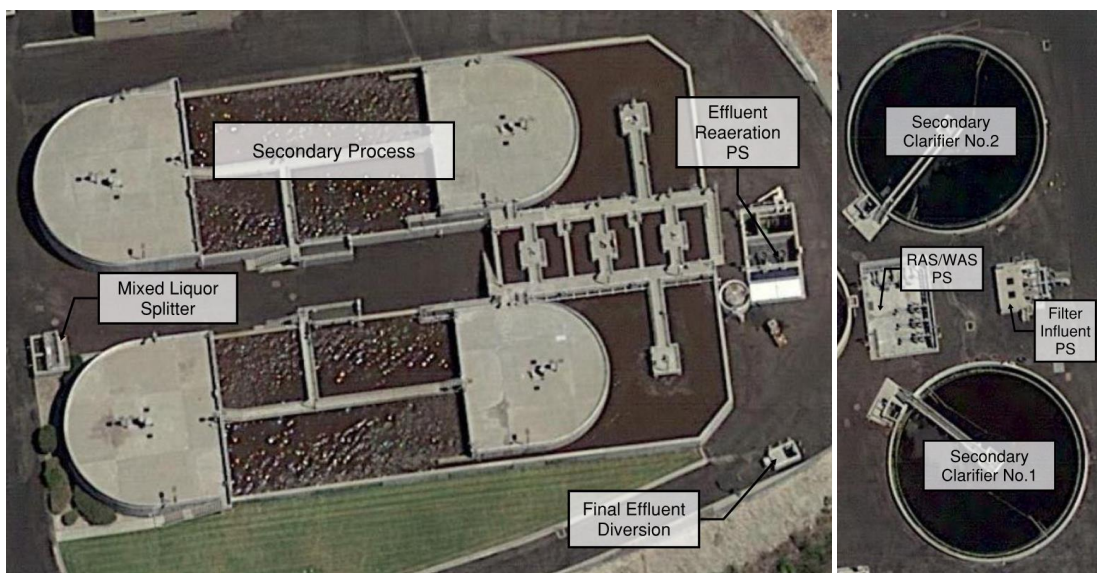 Secondary Process
Effluent
Reaeration
PS
Mixed Liquor
Splitter
Final Effluent
Diversion
Secondary
Clarifier No.2
RAS/WAS
PS
Filter
Influent
PS
Secondary
Clarifier No.1